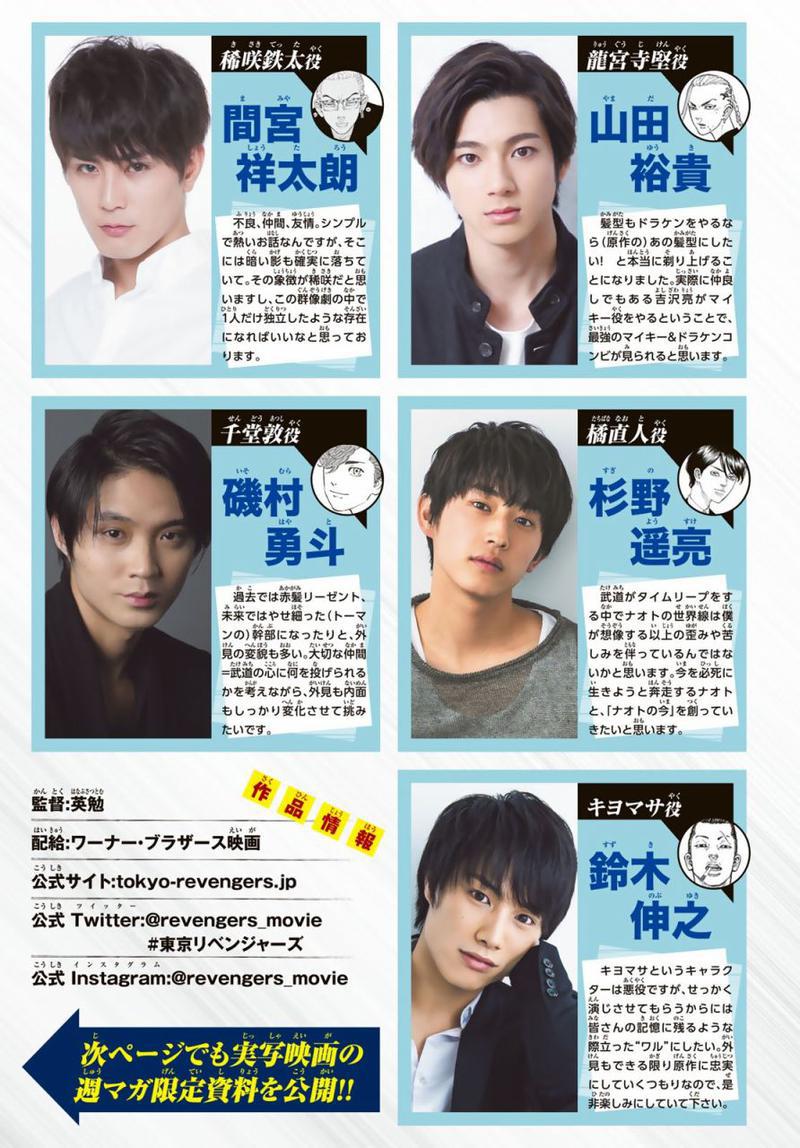 稀咲鉄太役
間宮
祥太朗
不良、仲間、友情。シンプル
で熱いお話なんですが、そこ
には暗い影も確実に落ちて
いて。その象徴が稀咲だと思
いますし、この群像劇の中で
1人だけ独立したような存在
になればいいなと思ってお
ります。
龍宮寺堅役
山田
裕貴
髪型もドラケンをやるな
ら(原作の)あの髪型にした
い! と本当に剃り上げるこ
とになりました。実際に仲良
しでもある吉沢亮がマイ
キー役をやるということで、
最強のマイキー&ドラケンコ
ンビが見られると思います。
千堂敦役
磯村
勇斗
過去では赤髪リーゼント、
未来ではやせ細った(トーマ
ンの)幹部になったりと、外
見の変貌も多い。大切な仲間
=武道の心に何を投げられる
かを考えながら、外見も内面
もしっかり変化させて挑み
たいです。
橘直人役
杉野
遥亮
武道がタイムリープをす
る中でナオトの世界線は僕
が想像する以上の歪みや苦
しみを伴っているんではない
かと思います。今を必死に
生きようと奔走するナオト
と、「ナオトの今」を創ってい
きたいと思います。
キヨマサ役
鈴木
伸之
キヨマサというキャラク
ターは悪役ですが、せっかく
演じさせてもらうからには
皆さんの記憶に残るような
際立った“ワル”にしたい。外
見もできる限り原作に忠実
にしていくつもりなので、是
非楽しみにしていて下さい。
作品情報
監督:英勉
配給:ワーナー・ブラザース映画
公式サイト:tokyo-revengers.jp
公式 Twitter:@revengers_movie
#東京リベンジャーズ
公式 Instagram:@revengers_movie
次ページでも実写映画の
週マガ限定資料を公開!!